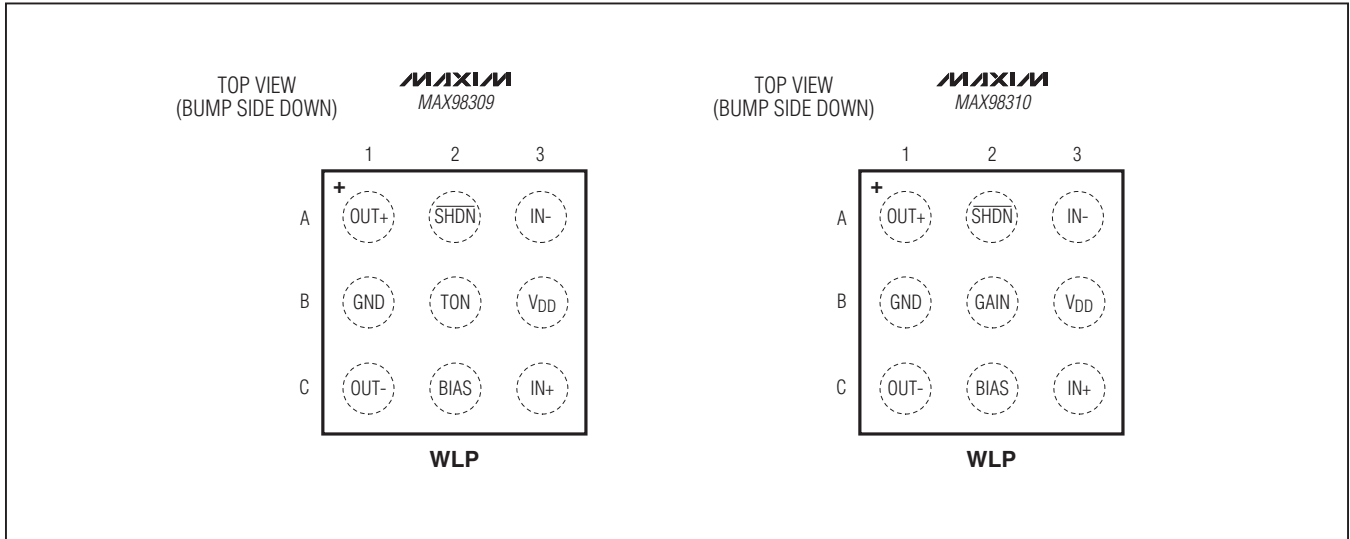 TOP VIEW
(BUMP SIDE DOWN)
MAXIM
MAX98309
1 2 3
+
A OUT+ SHDN IN-
B GND TON VDD
C OUT- BIAS IN+
WLP
TOP VIEW
(BUMP SIDE DOWN)
MAXIM
MAX98310
1 2 3
+
A OUT+ SHDN IN-
B GND GAIN VDD
C OUT- BIAS IN+
WLP